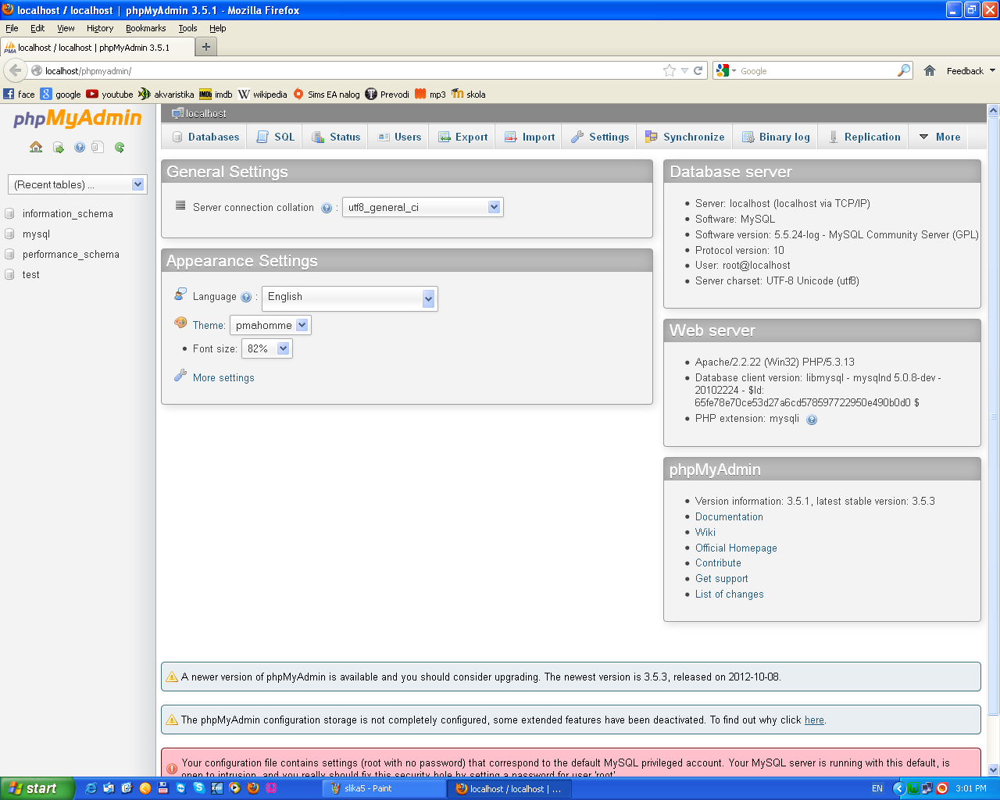 localhost / localhost | phpMyAdmin 3.5.1 - Mozilla Firefox
File Edit View History Bookmarks Tools Help
PMA localhost / localhost | phpMyAdmin 3.5.1
localhost/phpmyadmin/
Google
Feedback
face google youtube akvaristika imdb wikipedia Sims EA nalog Prevodi mp3 skola
phpMyAdmin
(Recent tables) ...
information_schema
mysql
performance_schema
test
localhost
Databases SQL Status Users Export Import Settings Synchronize Binary log Replication More
General Settings
Server connection collation : utf8_general_ci
Appearance Settings
Language : English
Theme: pmahomme
Font size: 82%
More settings
Database server
Server: localhost (localhost via TCP/IP)
Software: MySQL
Software version: 5.5.24-log - MySQL Community Server (GPL)
Protocol version: 10
User: root@localhost
Server charset: UTF-8 Unicode (utf8)
Web server
Apache/2.2.22 (Win32) PHP/5.3.13
Database client version: libmysql - mysqlnd 5.0.8-dev -
20102224 - $Id:
65fe78e70ce53d27a6cd578597722950e490b0d0 $
PHP extension: mysqli
phpMyAdmin
Version information: 3.5.1, latest stable version: 3.5.3
Documentation
Wiki
Official Homepage
Contribute
Get support
List of changes
A newer version of phpMyAdmin is available and you should consider upgrading. The newest version is 3.5.3, released on 2012-10-08.
The phpMyAdmin configuration storage is not completely configured, some extended features have been deactivated. To find out why click here.
Your configuration file contains settings (root with no password) that correspond to the default MySQL privileged account. Your MySQL server is running with this default, is
open to intrusion, and you really should fix this security hole by setting a password for user 'root'.
start
slika5 - Paint
localhost / localhost | ...
EN
3:01 PM